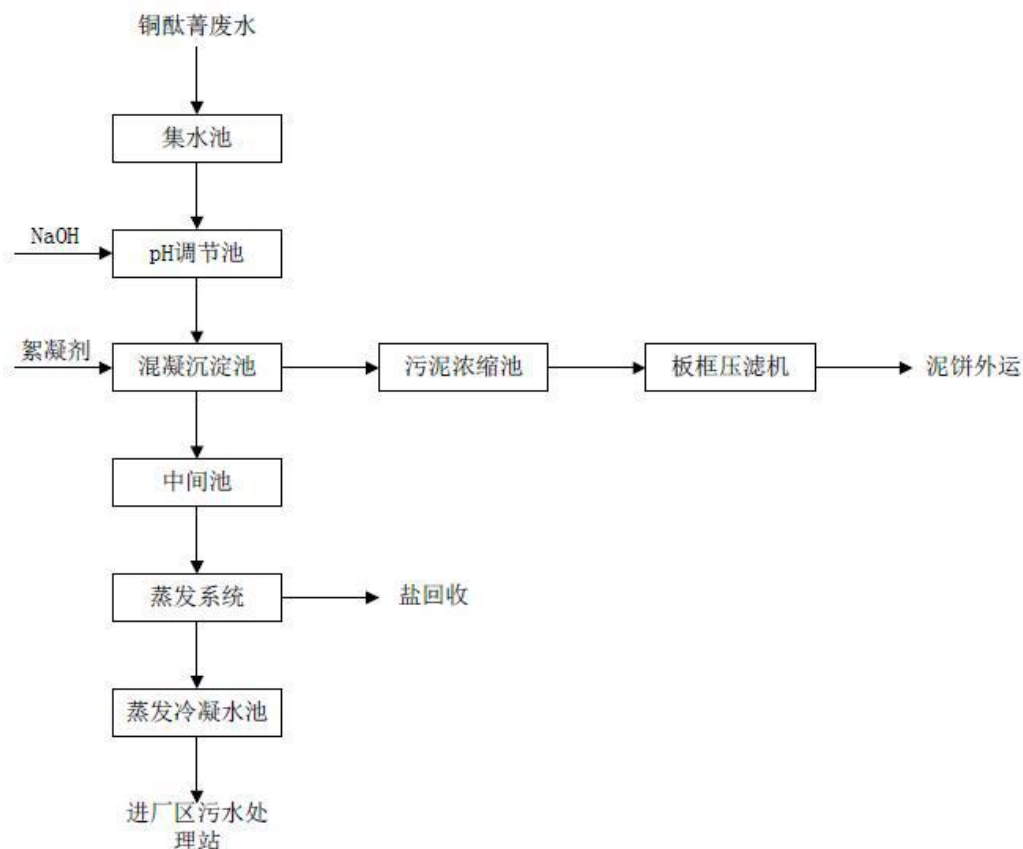 铜酞菁废水
集水池
NaOH
pH调节池
絮凝剂
混凝沉淀池
污泥浓缩池
板框压滤机
泥饼外运
中间池
蒸发系统
盐回收
蒸发冷凝水池
进厂区污水处
理站